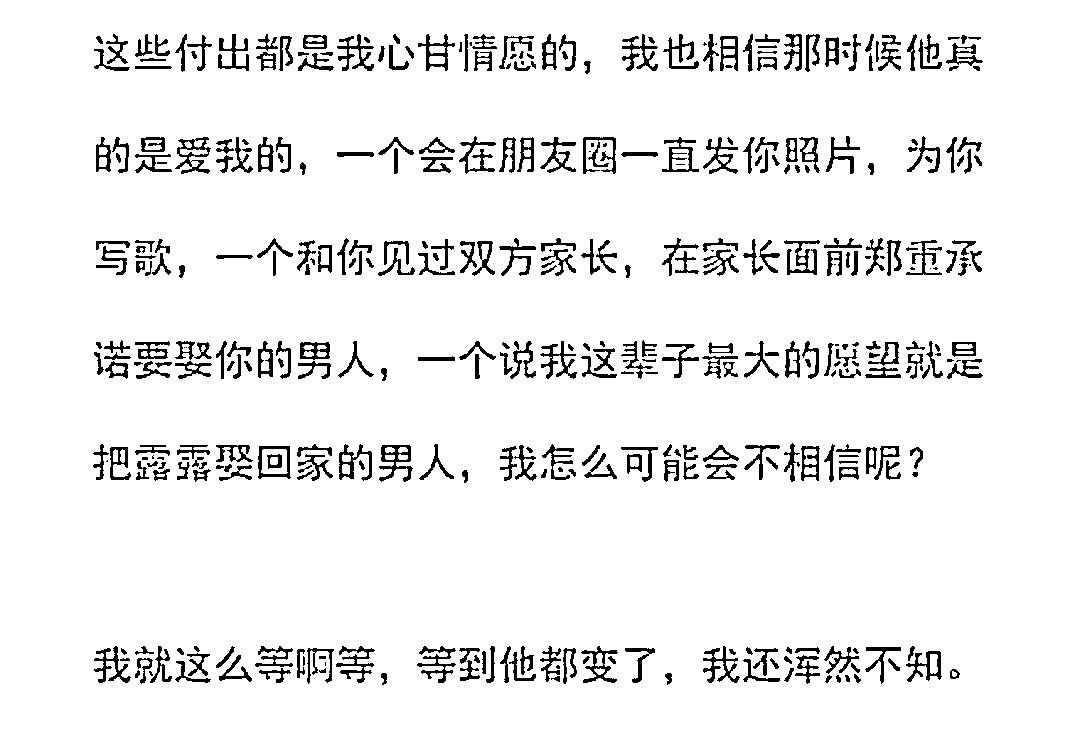 这些付出都是我心甘情愿的，我也相信那时候他真
的是爱我的，一个会在朋友圈一直发你照片，为你
写歌，一个和你见过双方家长，在家长面前郑重承
诺要娶你的男人，一个说我这辈子最大的愿望就是
把露露娶回家的男人，我怎么可能会不相信呢？
我就这么等啊等，等到他都变了，我还浑然不知。